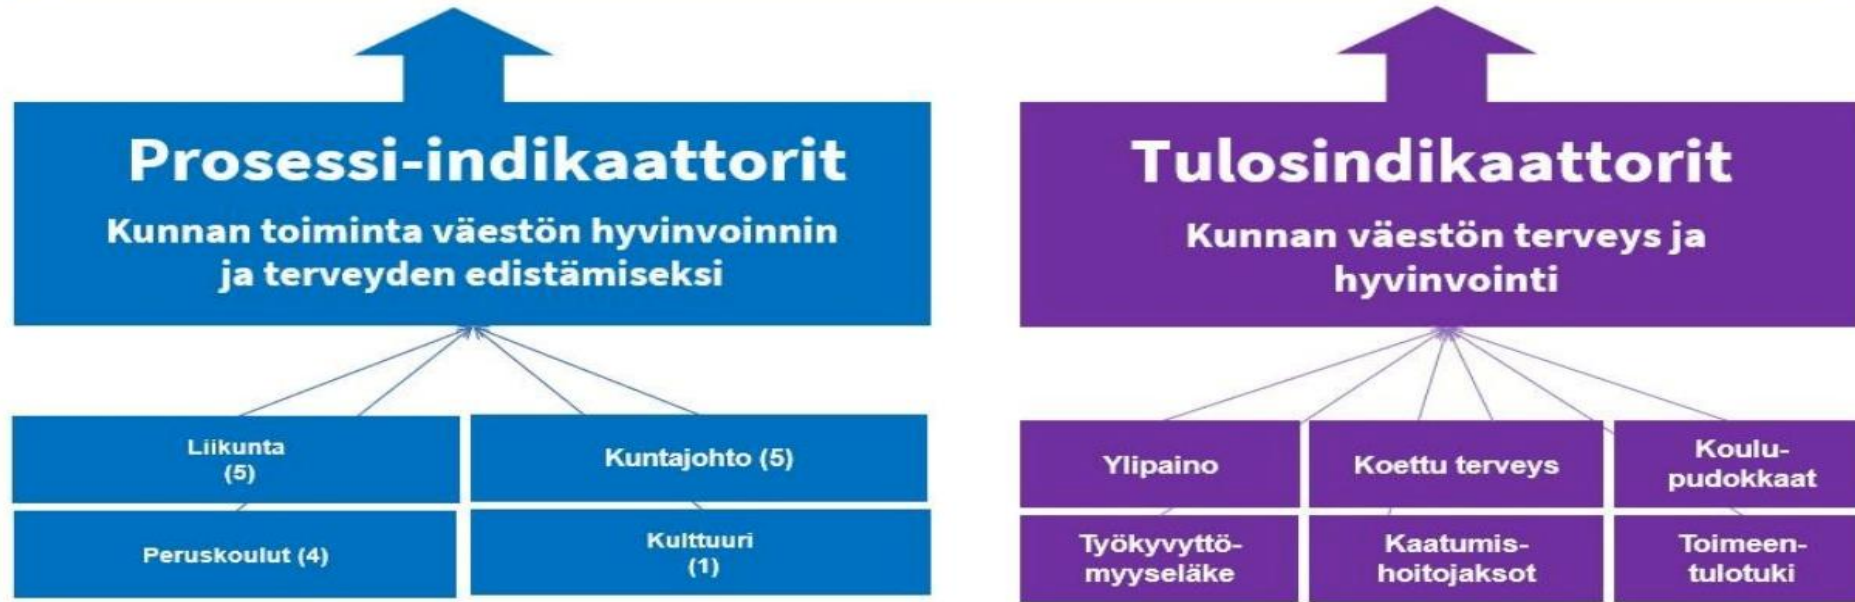 Prosessi-indikaattorit
Kunnan toiminta väestön hyvinvoinnin
ja terveyden edistämiseksi
Liikunta
(5)
Kuntajohto (5)
Peruskoulut (4)
Kulttuuri
(1)
Tulosindikaattorit
Kunnan väestön terveys ja
hyvinvointi
Ylipaino
Koettu terveys
Koulu-
pudokkaat
Työkyvyttö-
myyseläke
Kaatumis-
hoitojaksot
Toimeen-
tulotuki